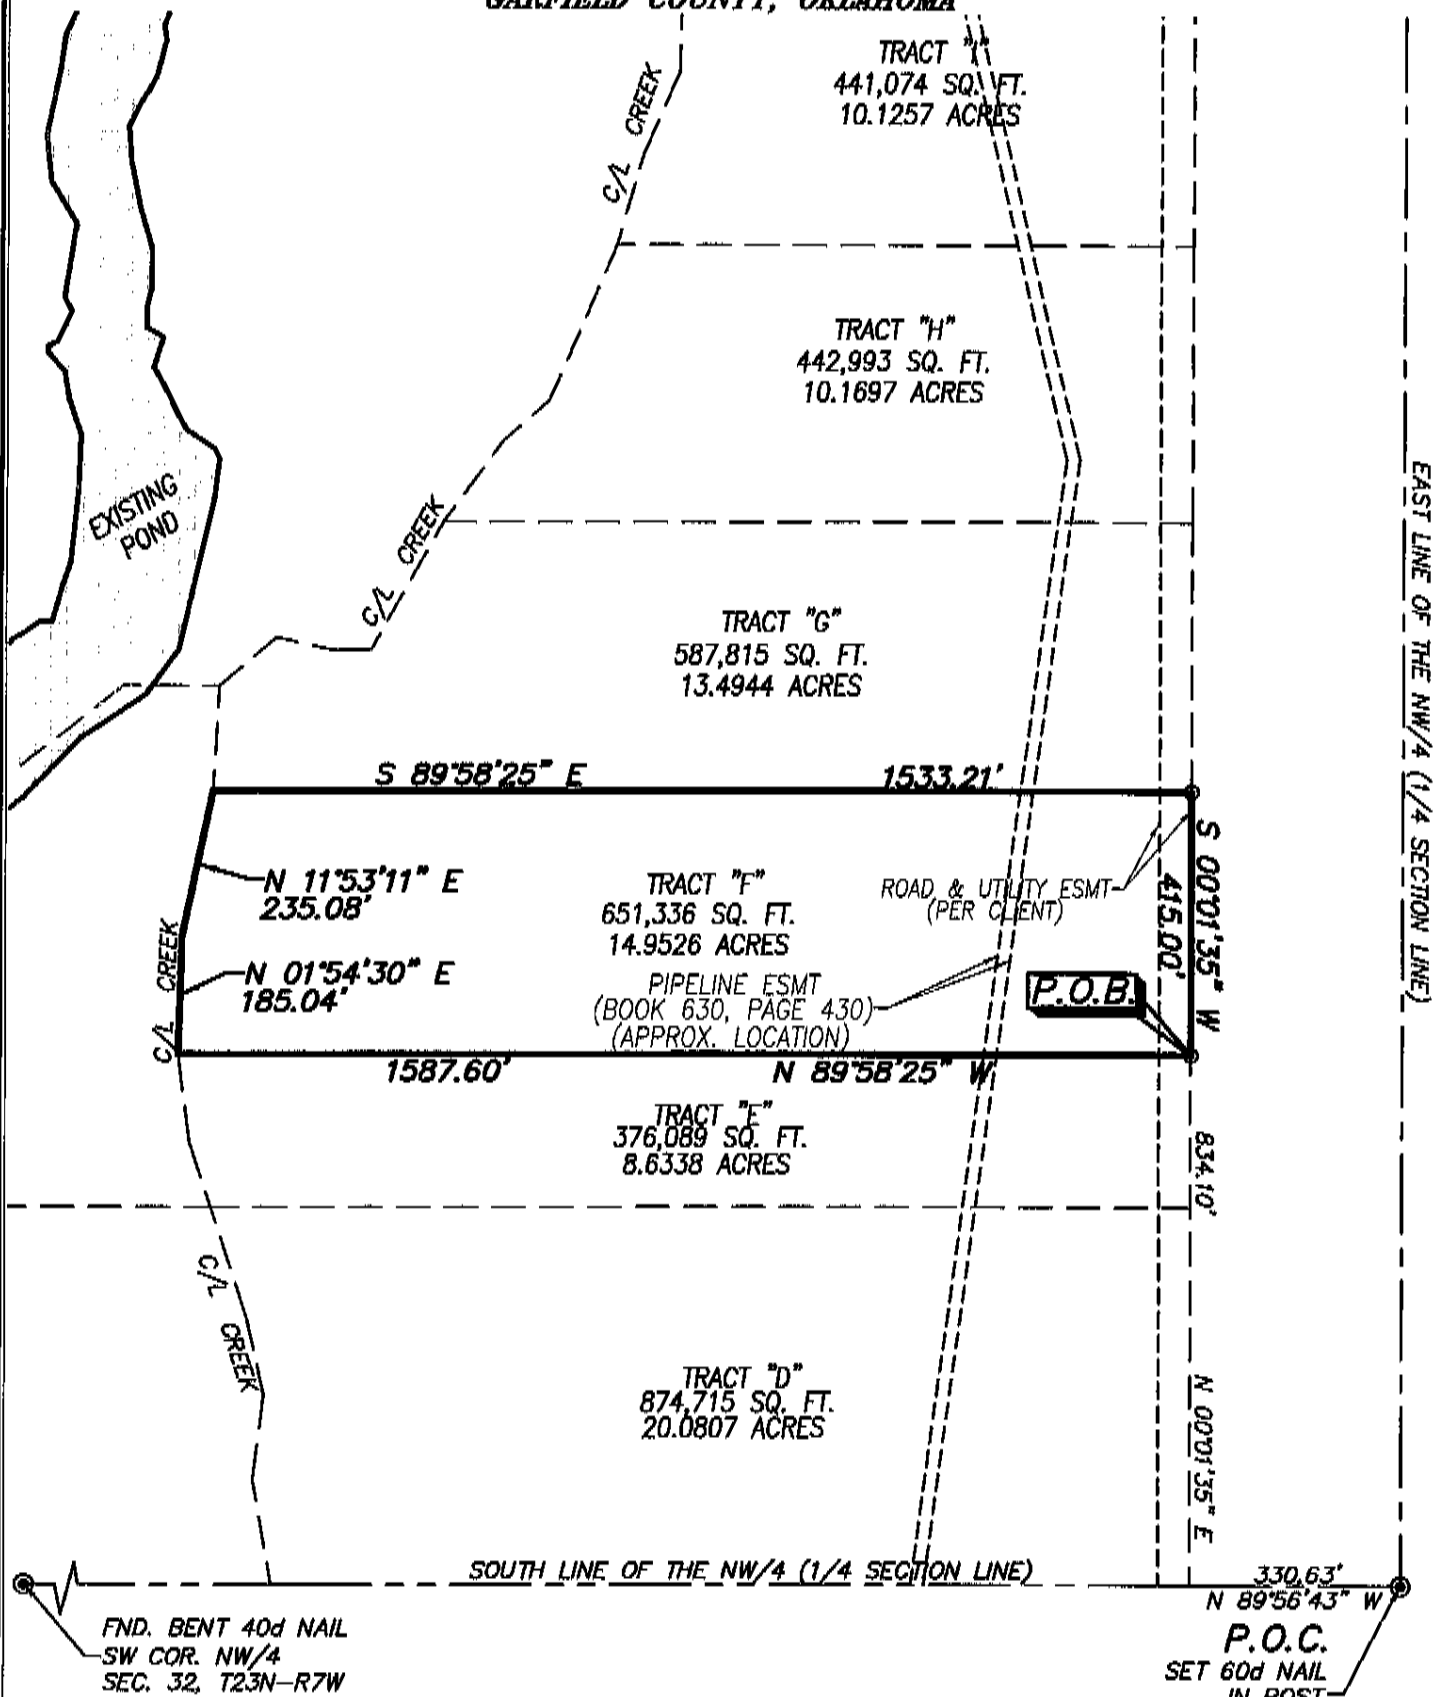 GARFIELD COUNTY, OKLAHOMA
TRACT "I"
441,074 SQ. FT.
10.1257 ACRES
C/L CREEK
TRACT "H"
442,993 SQ. FT.
10.1697 ACRES
EXISTING
POND
C/L CREEK
EAST LINE OF THE NW/4 (1/4 SECTION LINE)
TRACT "G"
587,815 SQ. FT.
13.4944 ACRES
S 89°58'25" E 1533.21'
N 11°53'11" E
235.08'
TRACT "F"
651,336 SQ. FT.
14.9526 ACRES
ROAD & UTILITY ESMT
(PER CLIENT)
S 00°01'35" W
415.00'
C/L CREEK
N 01°54'30" E
185.04'
PIPELINE ESMT
(BOOK 630, PAGE 430)
(APPROX. LOCATION)
P.O.B.
1587.60' N 89°58'25" W
TRACT "E"
376,089 SQ. FT.
8.6338 ACRES
834.10'
C/L CREEK
TRACT "D"
874,715 SQ. FT.
20.0807 ACRES
N 00°01'35" E
SOUTH LINE OF THE NW/4 (1/4 SECTION LINE)
330.63'
N 89°56'43" W
FND. BENT 40d NAIL
SW COR. NW/4
SEC. 32, T23N-R7W
P.O.C.
SET 60d NAIL
IN POST